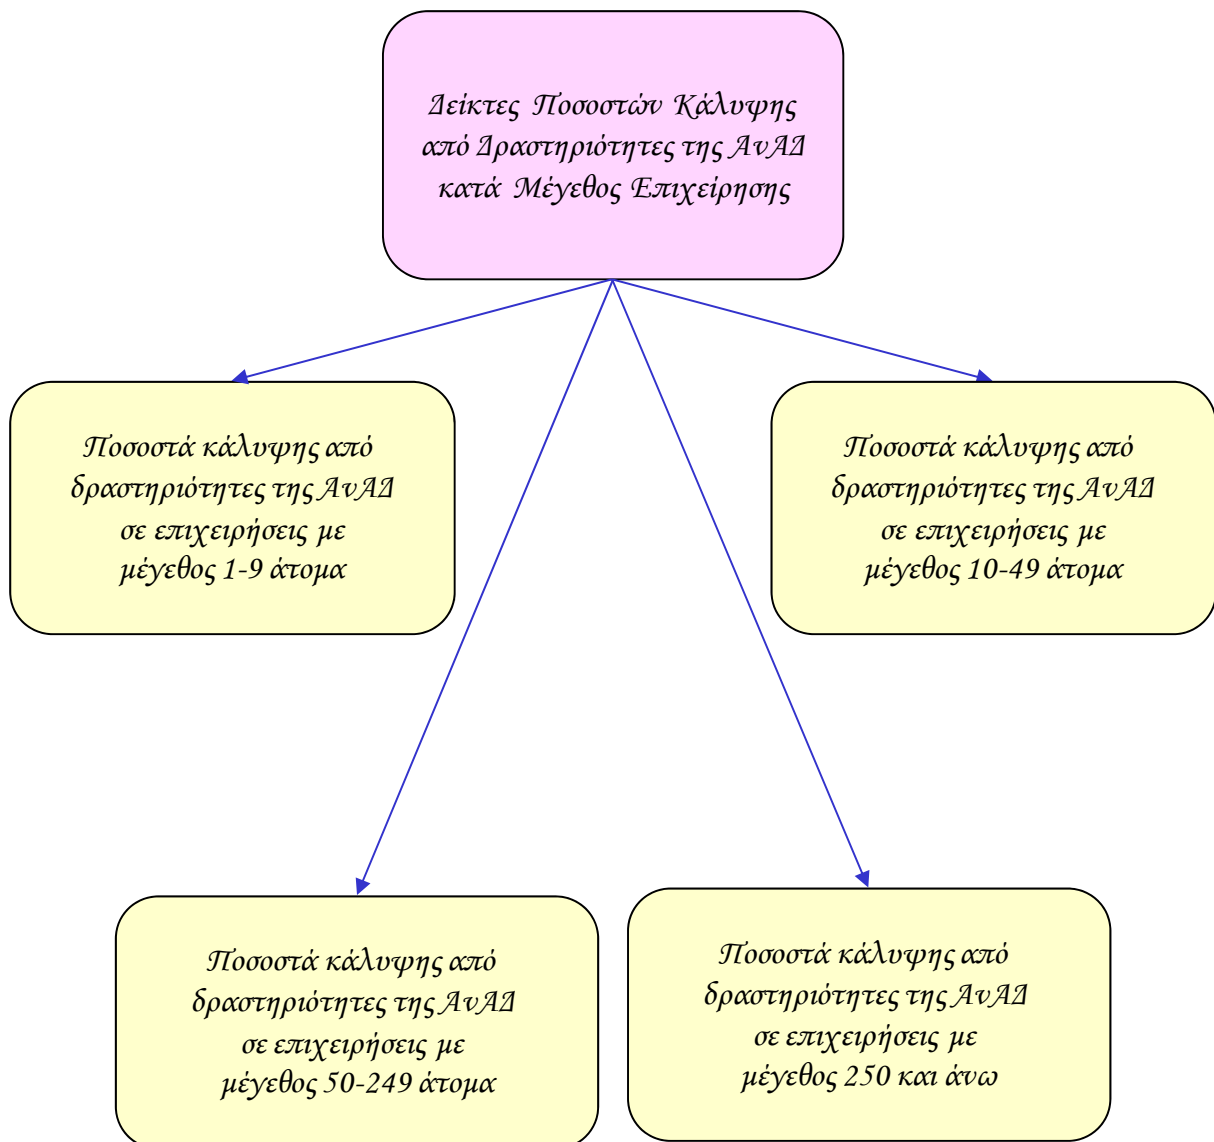 Δείκτες Ποσοστών Κάλυψης
από Δραστηριότητες της ΑνΑΔ
κατά Μέγεθος Επιχείρησης
Ποσοστά κάλυψης από
δραστηριότητες της ΑνΑΔ
σε επιχειρήσεις με
μέγεθος 1-9 άτομα
Ποσοστά κάλυψης από
δραστηριότητες της ΑνΑΔ
σε επιχειρήσεις με
μέγεθος 10-49 άτομα
Ποσοστά κάλυψης από
δραστηριότητες της ΑνΑΔ
σε επιχειρήσεις με
μέγεθος 50-249 άτομα
Ποσοστά κάλυψης από
δραστηριότητες της ΑνΑΔ
σε επιχειρήσεις με
μέγεθος 250 και άνω